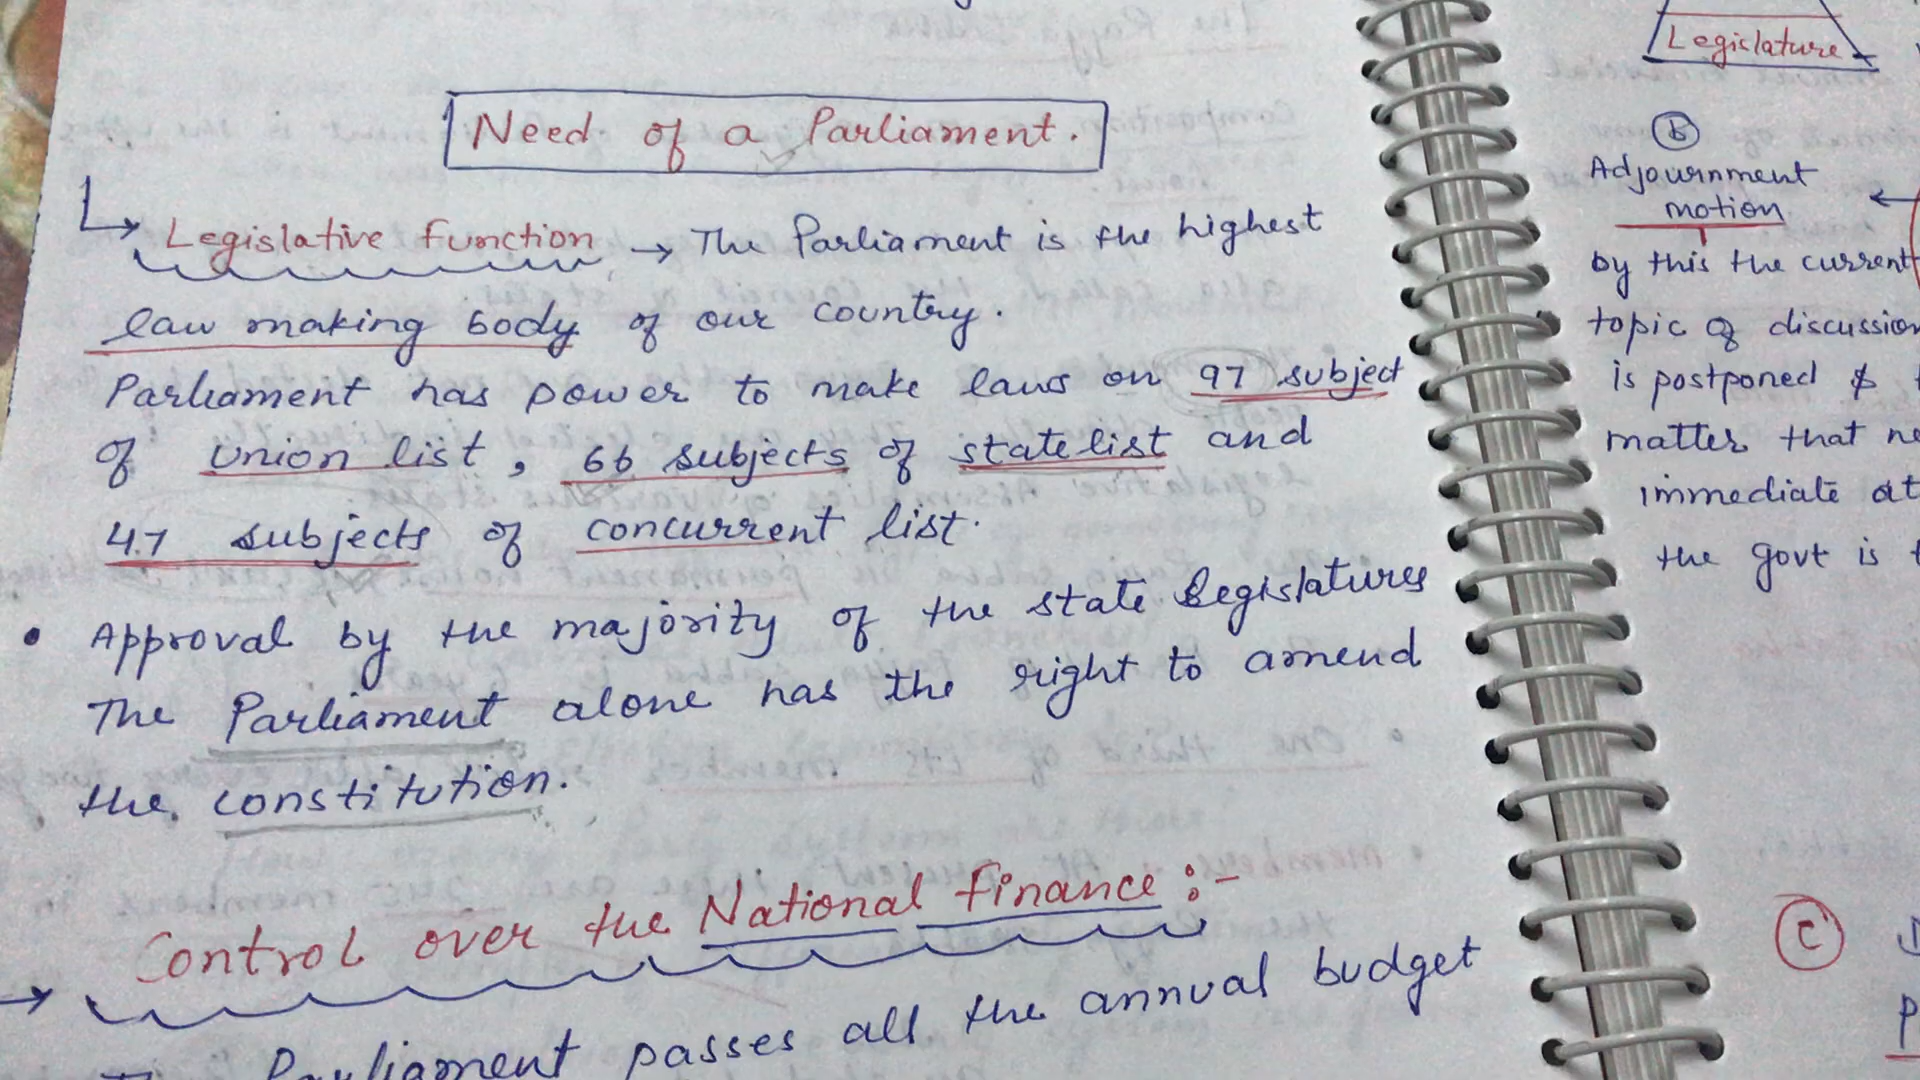 Need of a Parliament.
Legislative function → The Parliament is the highest
law making body of our country.
Parliament has power to make laws on 97 subject
of Union list, 66 subjects of state list and
47 subjects of concurrent list.
• Approval by the majority of the state legislatures
The Parliament alone has the right to amend
the constitution.
Control over the National Finance :-
→
Parliament passes all the annual budget
Legislature
(b)
Adjournment
motion ←
by this the current
topic of discussion
is postponed &
matter that
immediate
the govt is
(C)